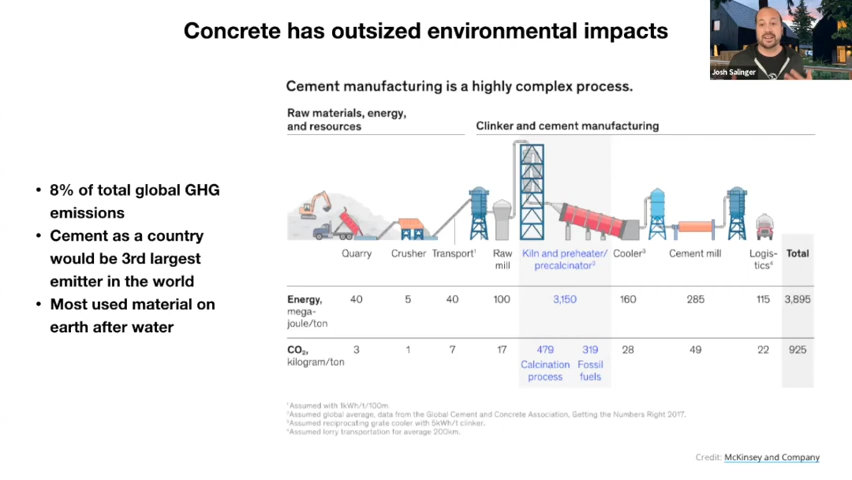 Concrete has outsized environmental impacts
Josh Salinger
Cement manufacturing is a highly complex process.
Raw materials, energy,
and resources
Clinker and cement manufacturing
• 8% of total global GHG
emissions
• Cement as a country
would be 3rd largest
emitter in the world
• Most used material on
earth after water
Quarry Crusher Transport¹ Raw
mill Kiln and preheater/
precalcinator² Cooler³ Cement mill Logis-
tics⁴ Total
Energy, 40 5 40 100 3,150 160 285 115 3,895
mega-
joule/ton
CO₂, 3 1 7 17 479 319 28 49 22 925
kilogram/ton
Calcination Fossil
process fuels
¹Assumed with 1kWh/t/100m.
²Assumed global average, data from the Global Cement and Concrete Association, Getting the Numbers Right 2017.
³Assumed reciprocating grate cooler with 5kWh/t clinker.
⁴Assumed lorry transportation for average 200km.
Credit: McKinsey and Company